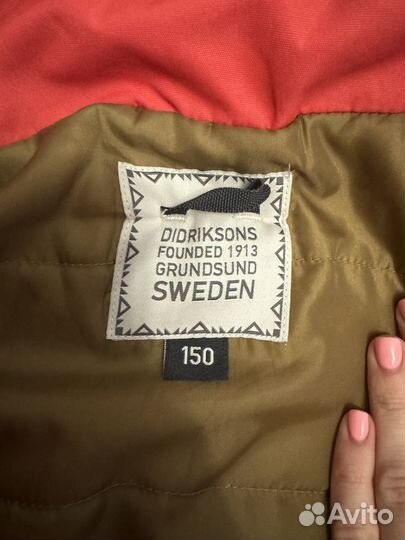 DIDRIKSONS
FOUNDED 1913
GRUNDSUND
SWEDEN
150
Avito